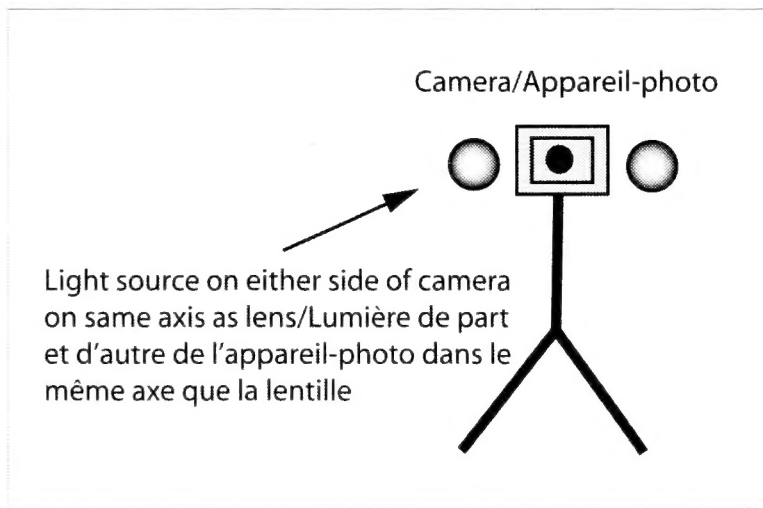 Camera/Appareil-photo
Light source on either side of camera
on same axis as lens/Lumière de part
et d'autre de l'appareil-photo dans le
même axe que la lentille